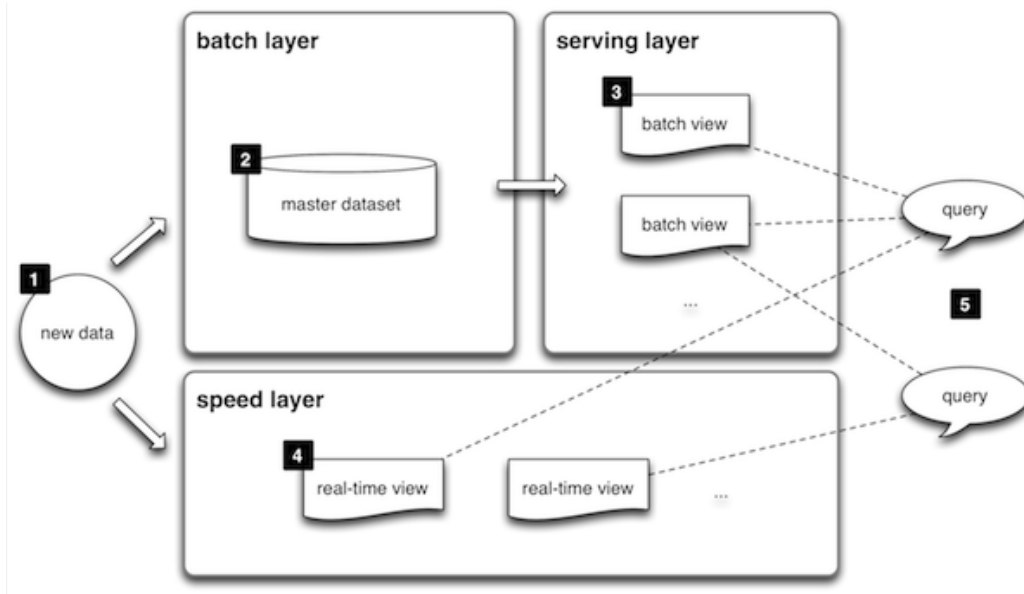 batch layer
serving layer
3
batch view
2
master dataset
query
batch view
1
new data
...
5
speed layer
query
4
real-time view
real-time view
...